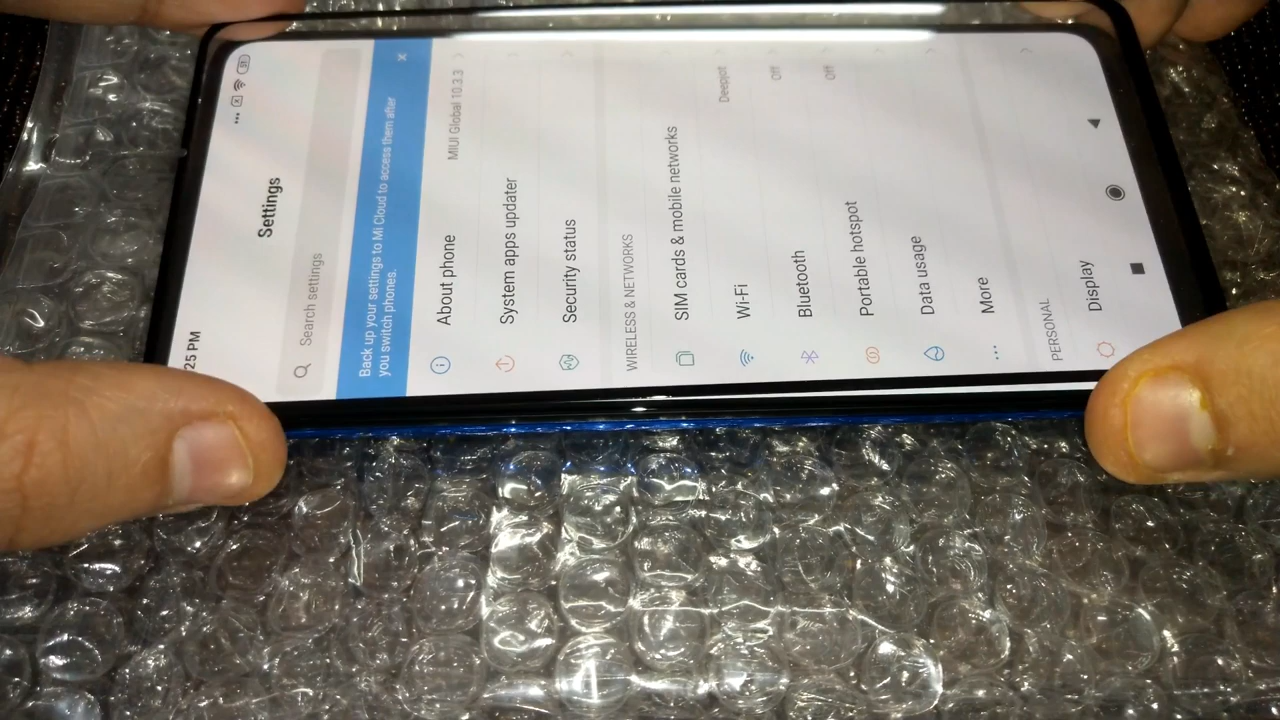 25 PM
Settings
Search settings
Back up your settings to Mi Cloud to access them after
you switch phones.
About phone MIUI Global 10.3.3
System apps updater
Security status
WIRELESS & NETWORKS
SIM cards & mobile networks
Wi-Fi Deepjot
Bluetooth Off
Portable hotspot Off
Data usage
More
PERSONAL
Display